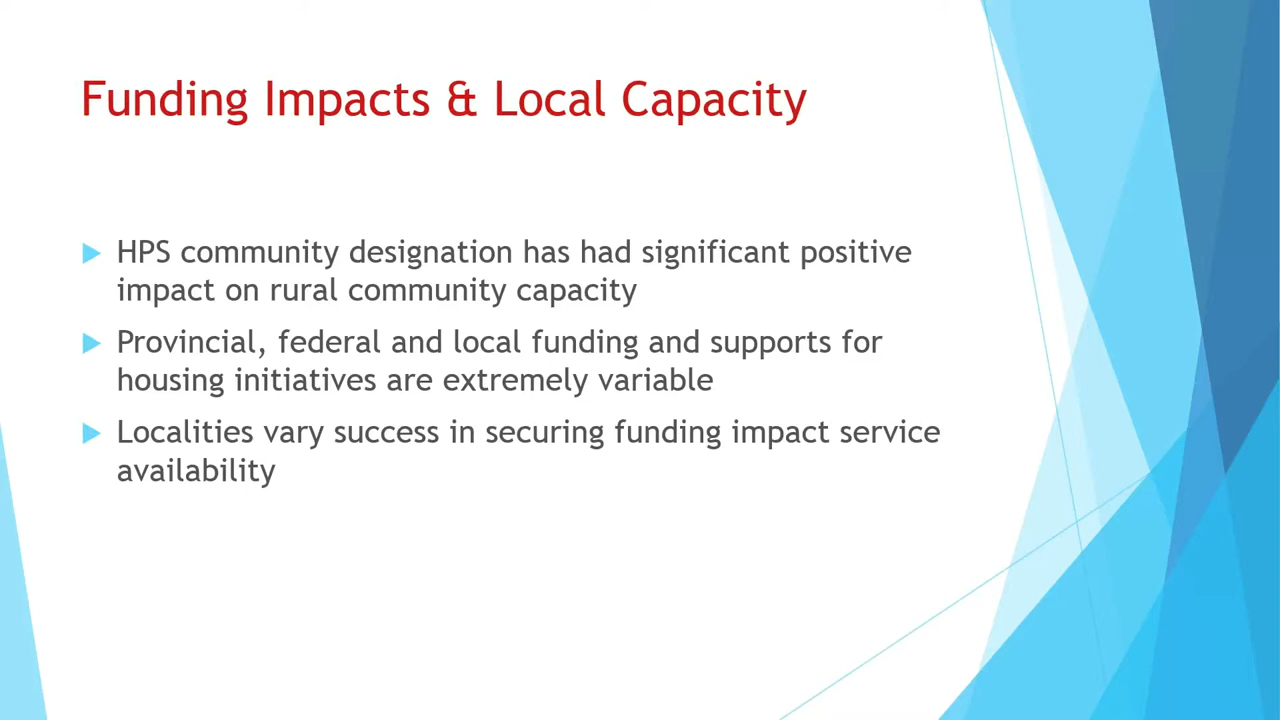 Funding Impacts & Local Capacity
HPS community designation has had significant positive
impact on rural community capacity
Provincial, federal and local funding and supports for
housing initiatives are extremely variable
Localities vary success in securing funding impact service
availability